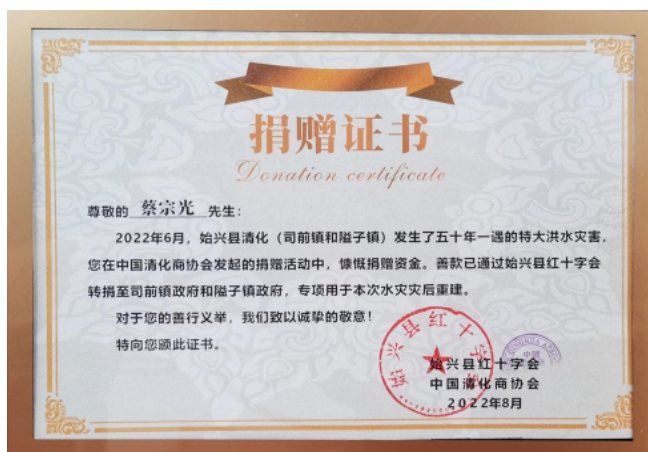 捐赠证书
Donation certificate
尊敬的 蔡宗光 先生：
2022年6月，始兴县清化（司前镇和隘子镇）发生了五十年一遇的特大洪水灾害，
您在中国清化商协会发起的捐赠活动中，慷慨捐赠资金。善款已通过始兴县红十字会
转捐至司前镇政府和隘子镇政府，专项用于本次水灾灾后重建。
对于您的善行义举，我们致以诚挚的敬意！
特向您颁此证书。
始兴县红十字会
始兴县红十字会
中国清化商协会
2022年8月